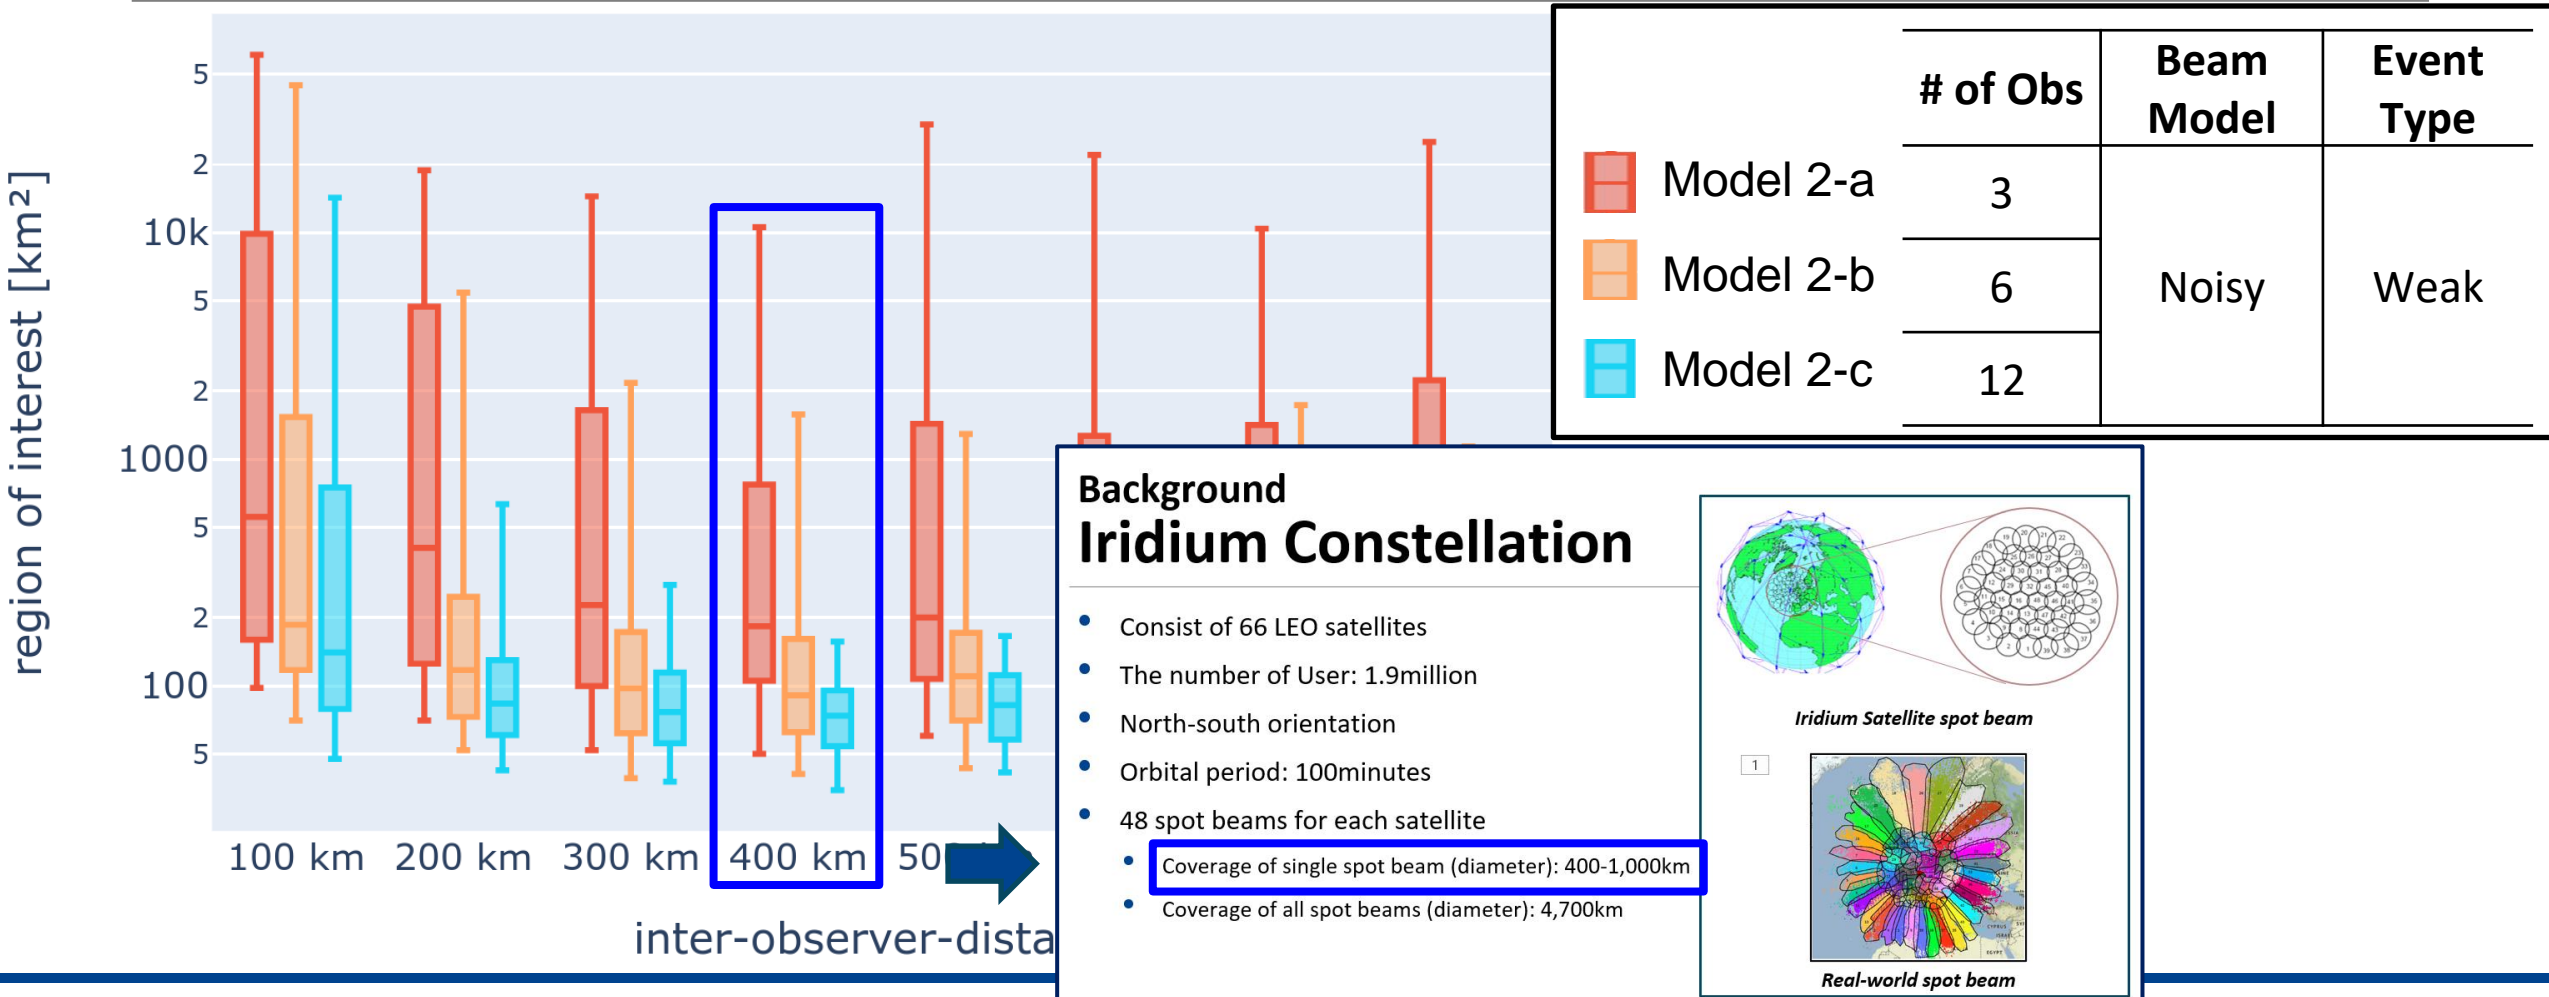 region of interest [km²]
5
2
10k
5
2
1000
5
2
100
5
100 km
200 km
300 km
400 km
50
inter-observer-dista
# of Obs
Beam
Model
Event
Type
Model 2-a
3
Model 2-b
6
Noisy
Weak
Model 2-c
12
Background
Iridium Constellation
• Consist of 66 LEO satellites
• The number of User: 1.9million
• North-south orientation
• Orbital period: 100minutes
• 48 spot beams for each satellite
• Coverage of single spot beam (diameter): 400-1,000km
• Coverage of all spot beams (diameter): 4,700km
Iridium Satellite spot beam
1
Real-world spot beam